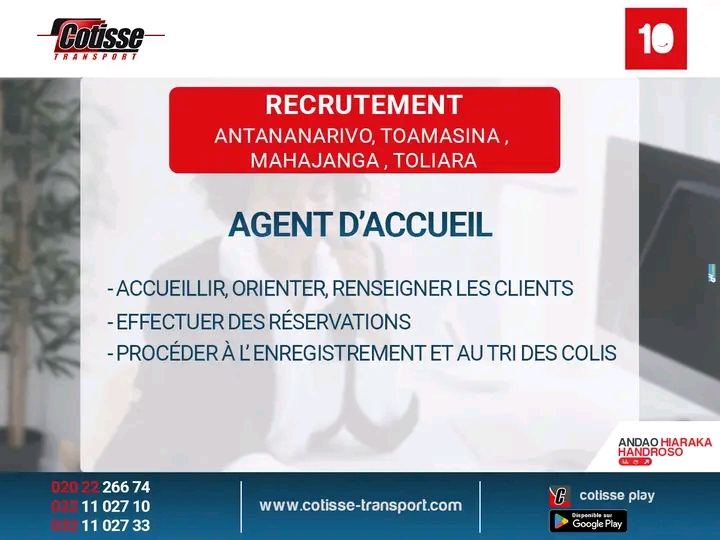 Cotisse
TRANSPORT
10
RECRUTEMENT
ANTANANARIVO, TOAMASINA ,
MAHAJANGA , TOLIARA
AGENT D’ACCUEIL
- ACCUEILLIR, ORIENTER, RENSEIGNER LES CLIENTS
- EFFECTUER DES RÉSERVATIONS
- PROCÉDER À L’ ENREGISTREMENT ET AU TRI DES COLIS
ANDAO HIARAKA
HANDROSO
020 22 266 74
032 11 027 10
032 11 027 33
www.cotisse-transport.com
cotisse play
Disponible sur
Google Play